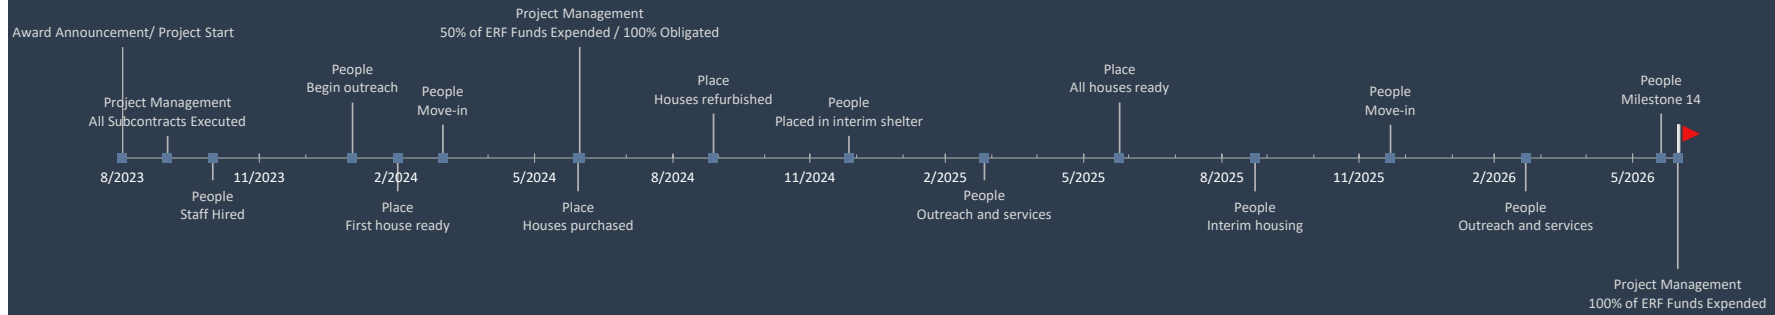 Project Management
50% of ERF Funds Expended / 100% Obligated
Award Announcement/ Project Start
People
Begin outreach
Place
All houses ready
Place
Houses refurbished
People
Milestone 14
People
Move-in
People
Move-in
Project Management
All Subcontracts Executed
People
Placed in interim shelter
8/2023
11/2023
2/2024
5/2024
8/2024
11/2024
2/2025
5/2025
8/2025
11/2025
2/2026
5/2026
People
Staff Hired
Place
First house ready
Place
Houses purchased
People
Outreach and services
People
Interim housing
People
Outreach and services
Project Management
100% of ERF Funds Expended